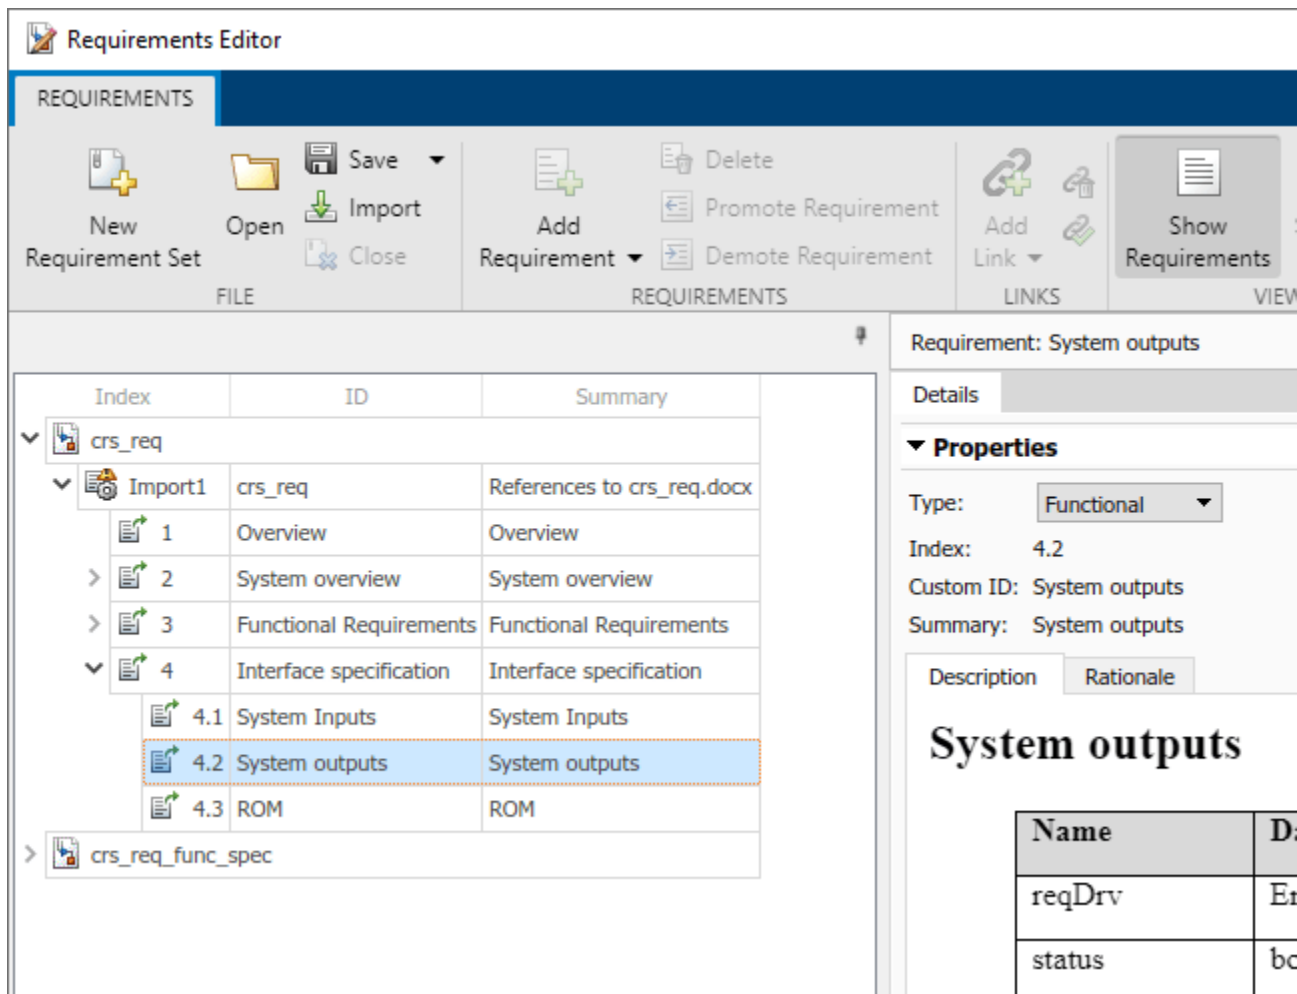 Requirements Editor
REQUIREMENTS
New
Requirement Set
Open
Save
Import
Close
FILE
Add
Requirement
Delete
Promote Requirement
Demote Requirement
REQUIREMENTS
Add
Link
LINKS
Show
Requirements
VIEW
Index ID Summary
crs_req
Import1 crs_req References to crs_req.docx
1 Overview Overview
2 System overview System overview
3 Functional Requirements Functional Requirements
4 Interface specification Interface specification
4.1 System Inputs System Inputs
4.2 System outputs System outputs
4.3 ROM ROM
crs_req_func_spec
Requirement: System outputs
Details
Properties
Type: Functional
Index: 4.2
Custom ID: System outputs
Summary: System outputs
Description Rationale
System outputs
Name
reqDrv
status